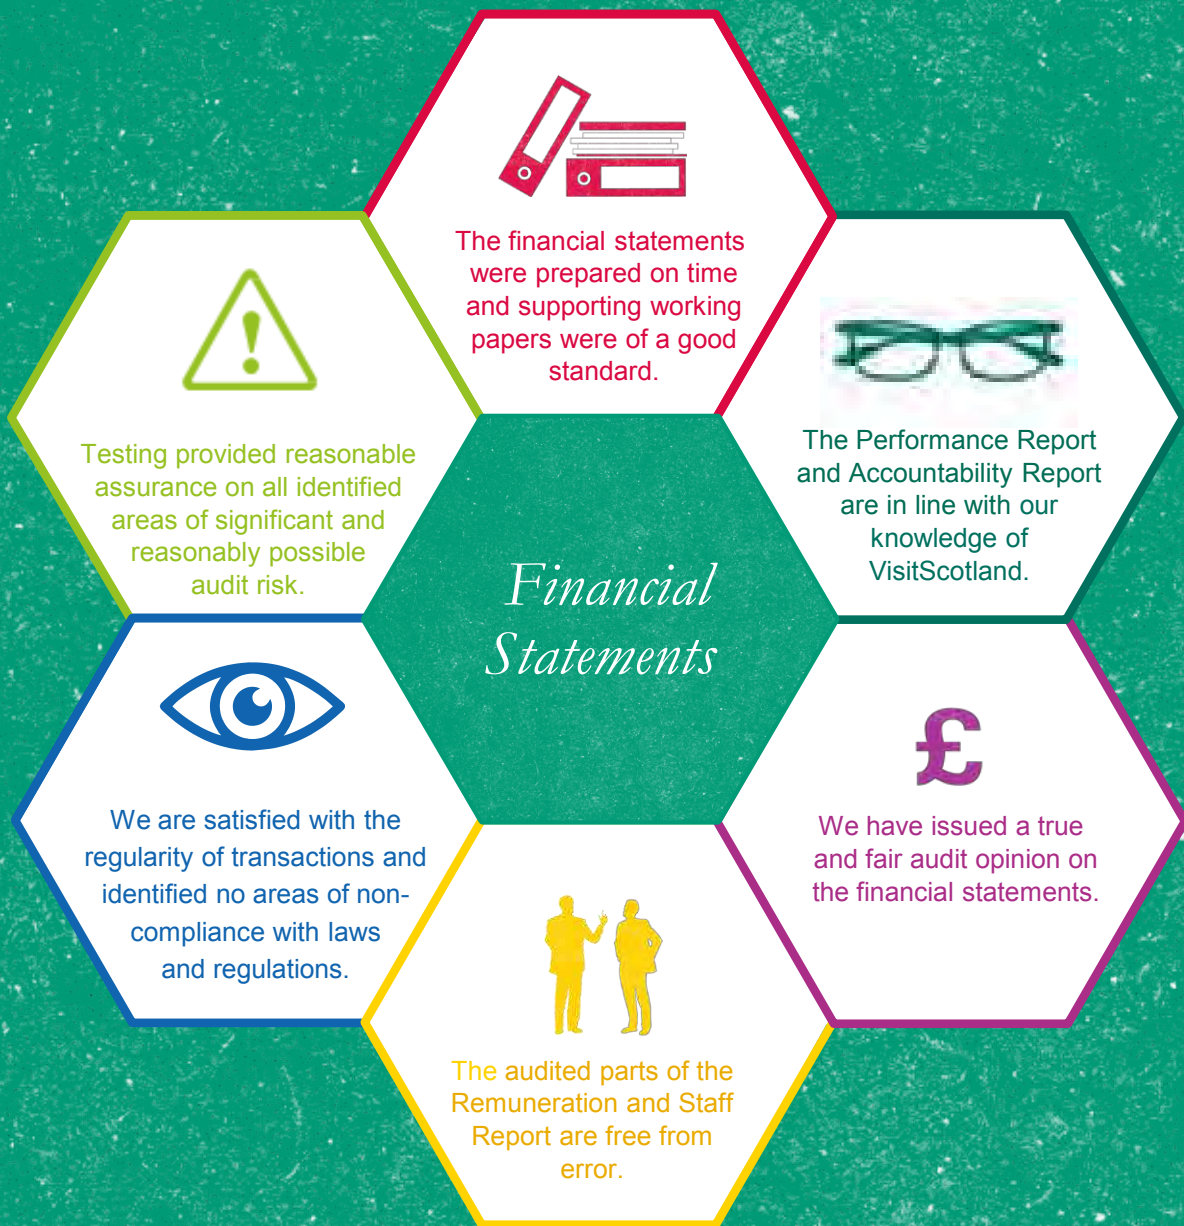 The financial statements
were prepared on time
and supporting working
papers were of a good
standard.
The Performance Report
and Accountability Report
are in line with our
knowledge of
VisitScotland.
Testing provided reasonable
assurance on all identified
areas of significant and
reasonably possible
audit risk.
Financial
Statements
£
We have issued a true
and fair audit opinion on
the financial statements.
We are satisfied with the
regularity of transactions and
identified no areas of non-
compliance with laws
and regulations.
The audited parts of the
Remuneration and Staff
Report are free from
error.